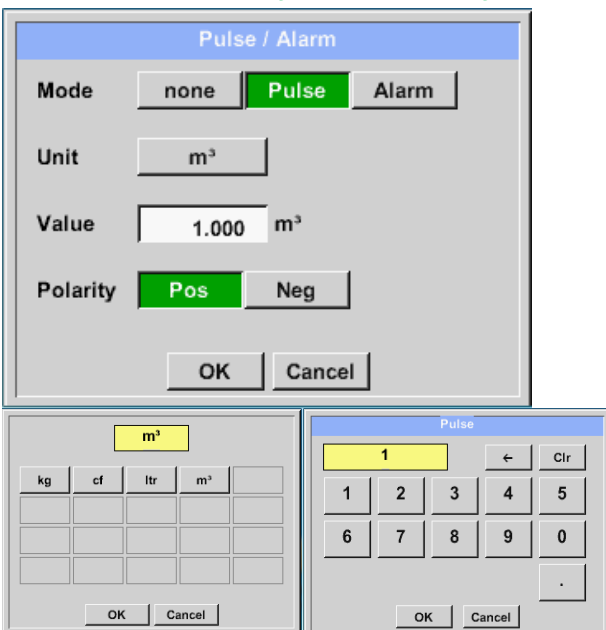 Pulse / Alarm
Mode none Pulse Alarm
Unit m³
Value 1.000 m³
Polarity Pos Neg
OK Cancel
m³
kg cf ltr m³
OK Cancel
Pulse
1 ← Clr
1 2 3 4 5
6 7 8 9 0
.
OK Cancel